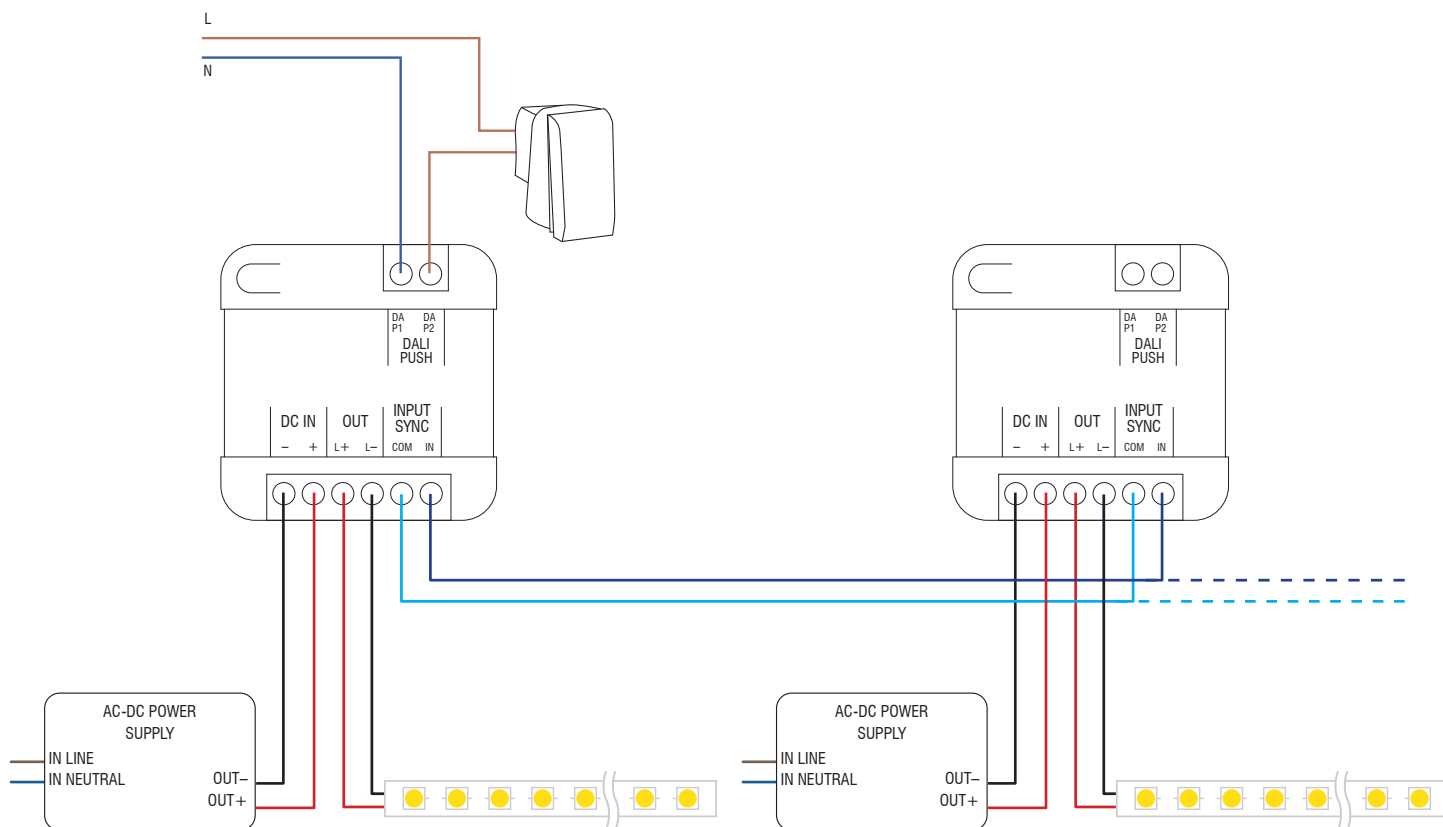 L
N
DA DA
P1 P2
DALI
PUSH
DC IN OUT INPUT
SYNC
– + L+ L– COM IN
DA DA
P1 P2
DALI
PUSH
DC IN OUT INPUT
SYNC
– + L+ L– COM IN
AC-DC POWER
SUPPLY
IN LINE
IN NEUTRAL
OUT–
OUT+
AC-DC POWER
SUPPLY
IN LINE
IN NEUTRAL
OUT–
OUT+